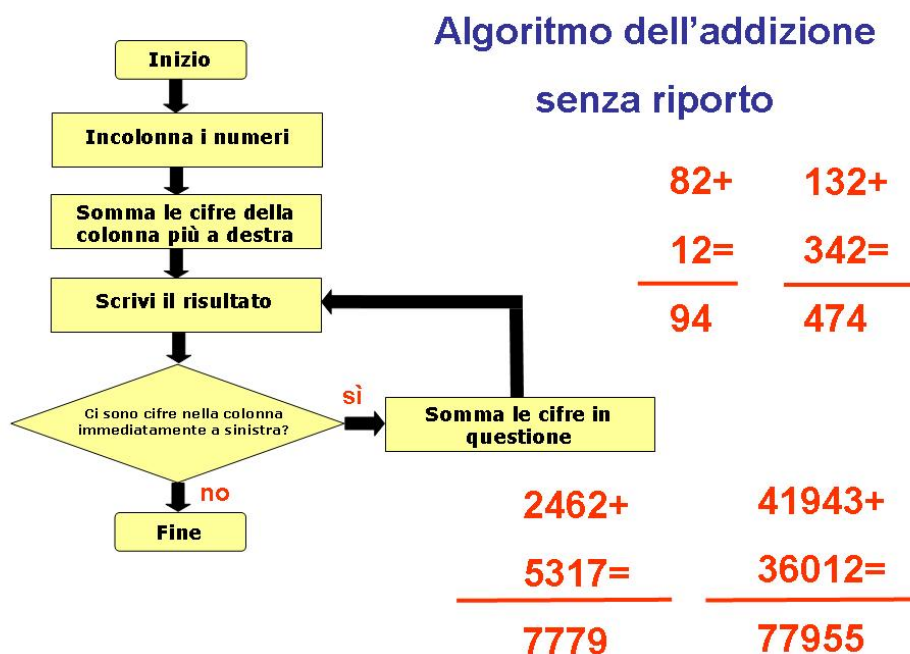 Algoritmo dell'addizione
senza riporto
Inizio
Incolonna i numeri
Somma le cifre della
colonna più a destra
Scrivi il risultato
Ci sono cifre nella colonna
immediatamente a sinistra?
sì
Somma le cifre in
questione
no
Fine
82+
12=
94
132+
342=
474
2462+
5317=
7779
41943+
36012=
77955